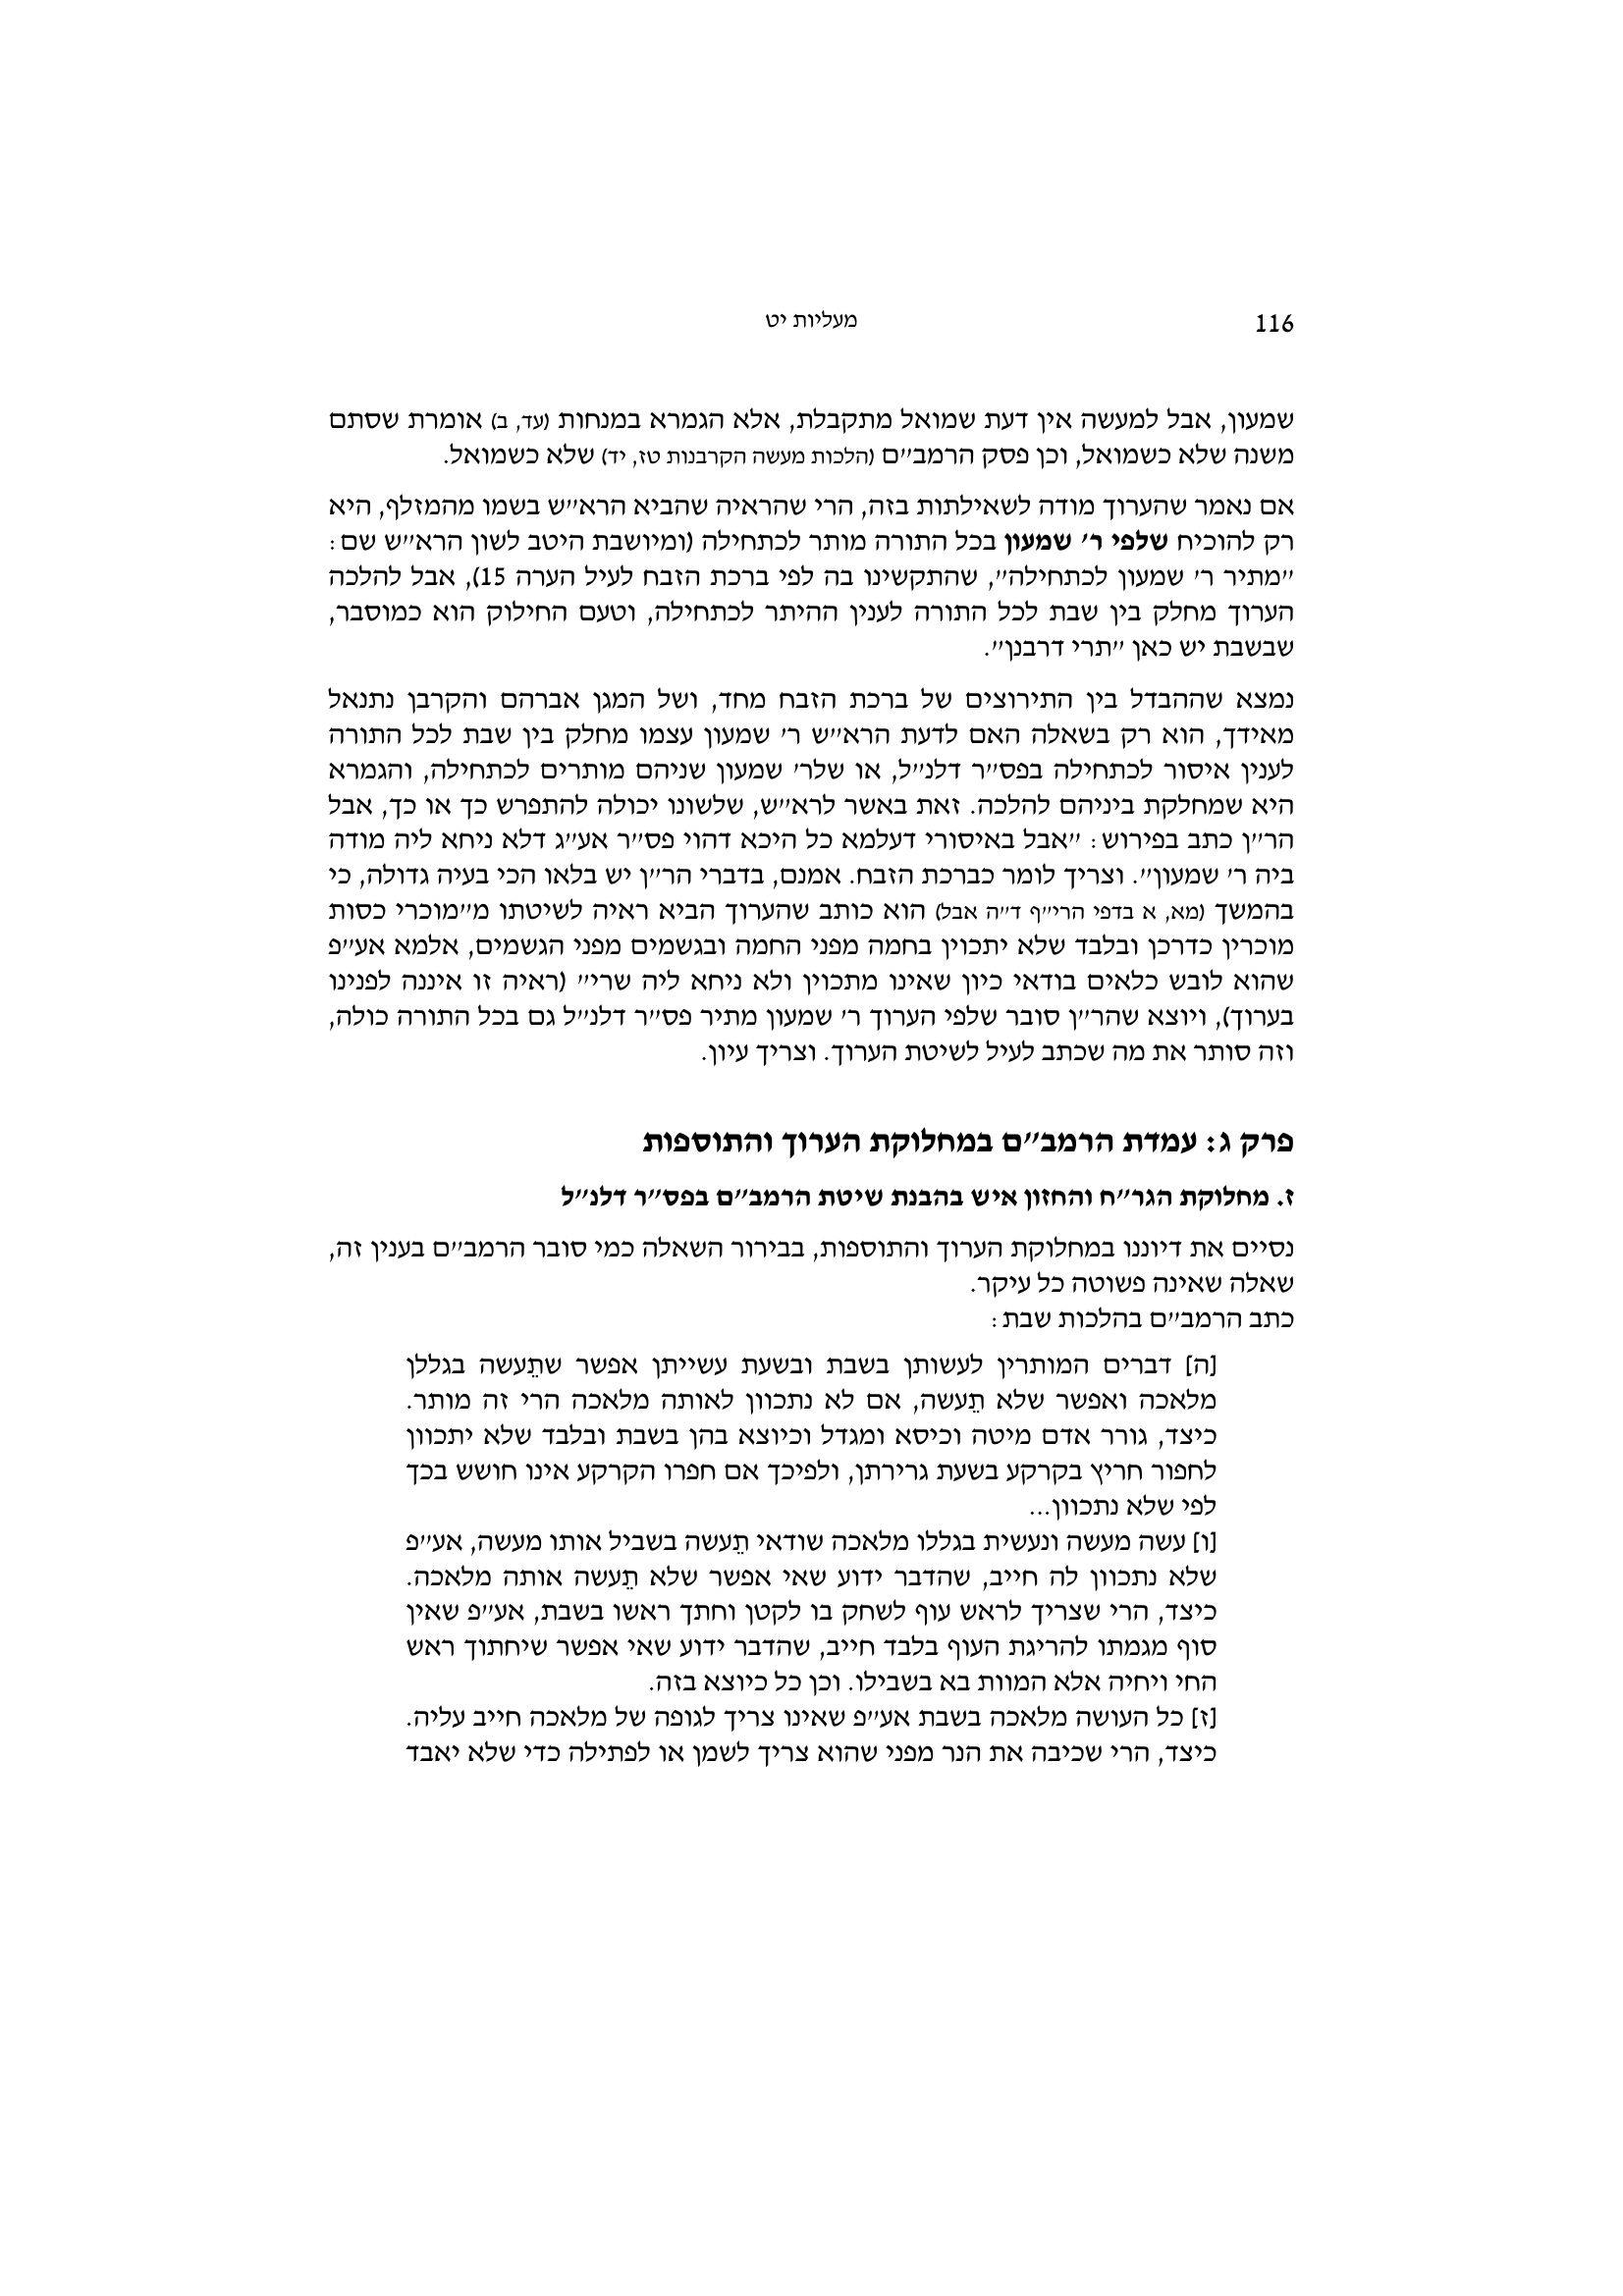 116
מעליות יט
שמעון, אבל למעשה אין דעת שמואל מתקבלת, אלא הגמרא במנחות (עד, ב) אומרת שסתם
משנה שלא כשמואל, וכן פסק הרמב״ם (הלכות מעשה הקרבנות טז, יד) שלא כשמואל.
אם נאמר שהערוך מודה לשאילתות בזה, הרי שהראיה שהביא הרא״ש בשמו מהמזלף, היא
רק להוכיח שלפי ר׳ שמעון בכל התורה מותר לכתחילה (ומיושבת היטב לשון הרא״ש שם:
״מתיר ר׳ שמעון לכתחילה״, שהתקשינו בה לפי ברכת הזבח לעיל הערה 15), אבל להלכה
הערוך מחלק בין שבת לכל התורה לענין ההיתר לכתחילה, וטעם החילוק הוא כמוסבר,
שבשבת יש כאן ״תרי דרבנן״.
נמצא שההבדל בין התירוצים של ברכת הזבח מחד, ושל המגן אברהם והקרבן נתנאל
מאידך, הוא רק בשאלה האם לדעת הרא״ש ר׳ שמעון עצמו מחלק בין שבת לכל התורה
לענין איסור לכתחילה בפס״ר דלנ״ל, או שלר׳ שמעון שניהם מותרים לכתחילה, והגמרא
היא שמחלקת ביניהם להלכה. זאת באשר לרא״ש, שלשונו יכולה להתפרש כך או כך, אבל
הר״ן כתב בפירוש: ״אבל באיסורי דעלמא כל היכא דהוי פס״ר אע״ג דלא ניחא ליה מודה
ביה ר׳ שמעון״. וצריך לומר כברכת הזבח. אמנם, בדברי הר״ן יש בלאו הכי בעיה גדולה, כי
בהמשך (מא, א בדפי הרי״ף ד״ה אבל) הוא כותב שהערוך הביא ראיה לשיטתו מ״מוכרי כסות
מוכרין כדרכן ובלבד שלא יתכוין בחמה מפני החמה ובגשמים מפני הגשמים, אלמא אע״פ
שהוא לובש כלאים בודאי כיון שאינו מתכוין ולא ניחא ליה שרי״ (ראיה זו איננה לפנינו
בערוך), ויוצא שהר״ן סובר שלפי הערוך ר׳ שמעון מתיר פס״ר דלנ״ל גם בכל התורה כולה,
וזה סותר את מה שכתב לעיל לשיטת הערוך. וצריך עיון.
פרק ג: עמדת הרמב״ם במחלוקת הערוך והתוספות
ז. מחלוקת הגר״ח והחזון איש בהבנת שיטת הרמב״ם בפס״ר דלנ״ל
נסיים את דיוננו במחלוקת הערוך והתוספות, בבירור השאלה כמי סובר הרמב״ם בענין זה,
שאלה שאינה פשוטה כל עיקר.
כתב הרמב״ם בהלכות שבת:
[ה] דברים המותרין לעשותן בשבת ובשעת עשייתן אפשר שתֵעשה בגללן
מלאכה ואפשר שלא תֵעשה, אם לא נתכוון לאותה מלאכה הרי זה מותר.
כיצד, גורר אדם מיטה וכיסא ומגדל וכיוצא בהן בשבת ובלבד שלא יתכוון
לחפור חריץ בקרקע בשעת גרירתן, ולפיכך אם חפרו הקרקע אינו חושש בכך
לפי שלא נתכוון...
[ו] עשה מעשה ונעשית בגללו מלאכה שודאי תֵעשה בשביל אותו מעשה, אע״פ
שלא נתכוון לה חייב, שהדבר ידוע שאי אפשר שלא תֵעשה אותה מלאכה.
כיצד, הרי שצריך לראש עוף לשחק בו לקטן וחתך ראשו בשבת, אע״פ שאין
סוף מגמתו להריגת העוף בלבד חייב, שהדבר ידוע שאי אפשר שיחתוך ראש
החי ויחיה אלא המוות בא בשבילו. וכן כל כיוצא בזה.
[ז] כל העושה מלאכה בשבת אע״פ שאינו צריך לגופה של מלאכה חייב עליה.
כיצד, הרי שכיבה את הנר מפני שהוא צריך לשמן או לפתילה כדי שלא יאבד